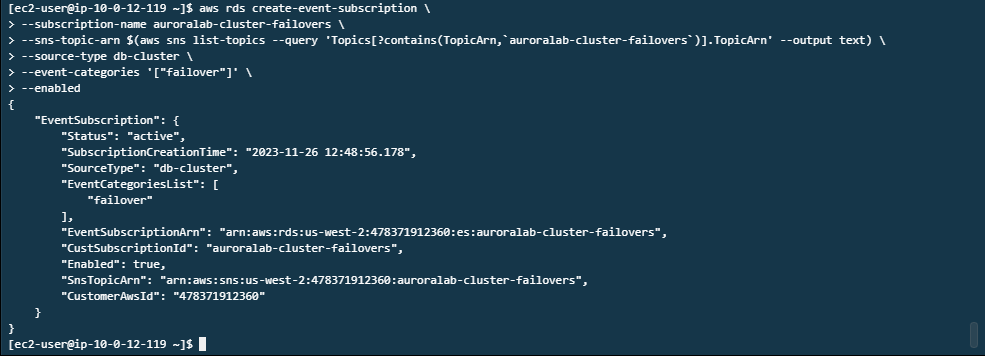 [ec2-user@ip-10-0-12-119 ~]$ aws rds create-event-subscription \
> --subscription-name auroralab-cluster-failovers \
> --sns-topic-arn $(aws sns list-topics --query 'Topics[?contains(TopicArn,`auroralab-cluster-failovers`)].TopicArn' --output text) \
> --source-type db-cluster \
> --event-categories '["failover"]' \
> --enabled
{
    "EventSubscription": {
        "Status": "active",
        "SubscriptionCreationTime": "2023-11-26 12:48:56.178",
        "SourceType": "db-cluster",
        "EventCategoriesList": [
            "failover"
        ],
        "EventSubscriptionArn": "arn:aws:rds:us-west-2:478371912360:es:auroralab-cluster-failovers",
        "CustSubscriptionId": "auroralab-cluster-failovers",
        "Enabled": true,
        "SnsTopicArn": "arn:aws:sns:us-west-2:478371912360:auroralab-cluster-failovers",
        "CustomerAwsId": "478371912360"
    }
}
[ec2-user@ip-10-0-12-119 ~]$